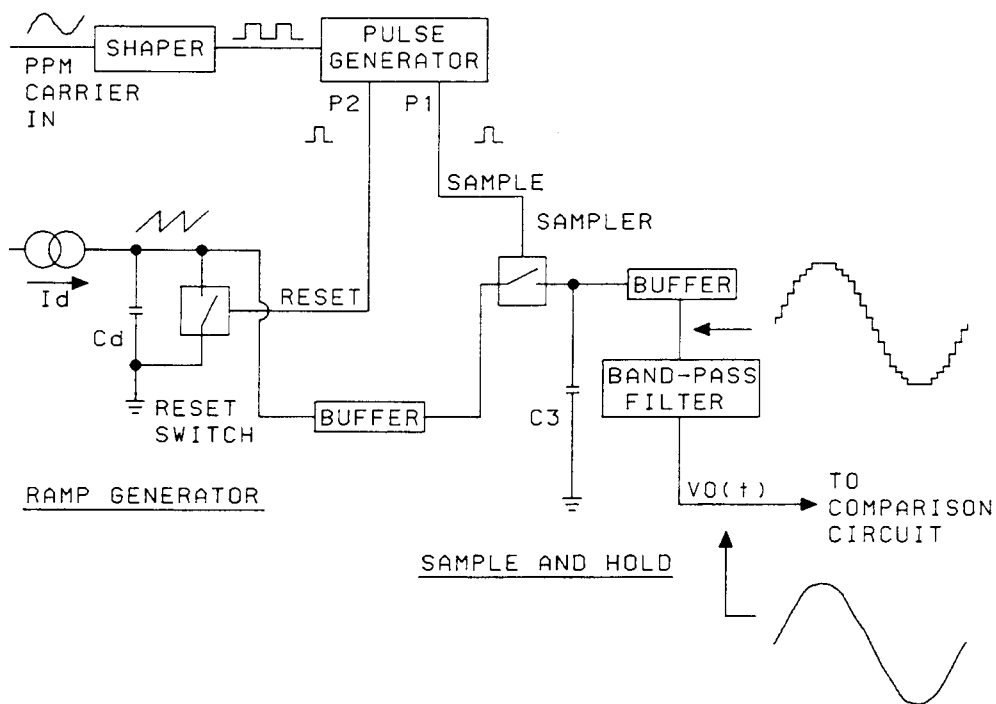 SHAPER
PULSE
GENERATOR
PPM
CARRIER
IN
P2
P1
SAMPLE
SAMPLER
Id
RESET
BUFFER
Cd
BAND-PASS
FILTER
RESET
SWITCH
BUFFER
C3
RAMP GENERATOR
VO(t)
TO
COMPARISON
CIRCUIT
SAMPLE AND HOLD